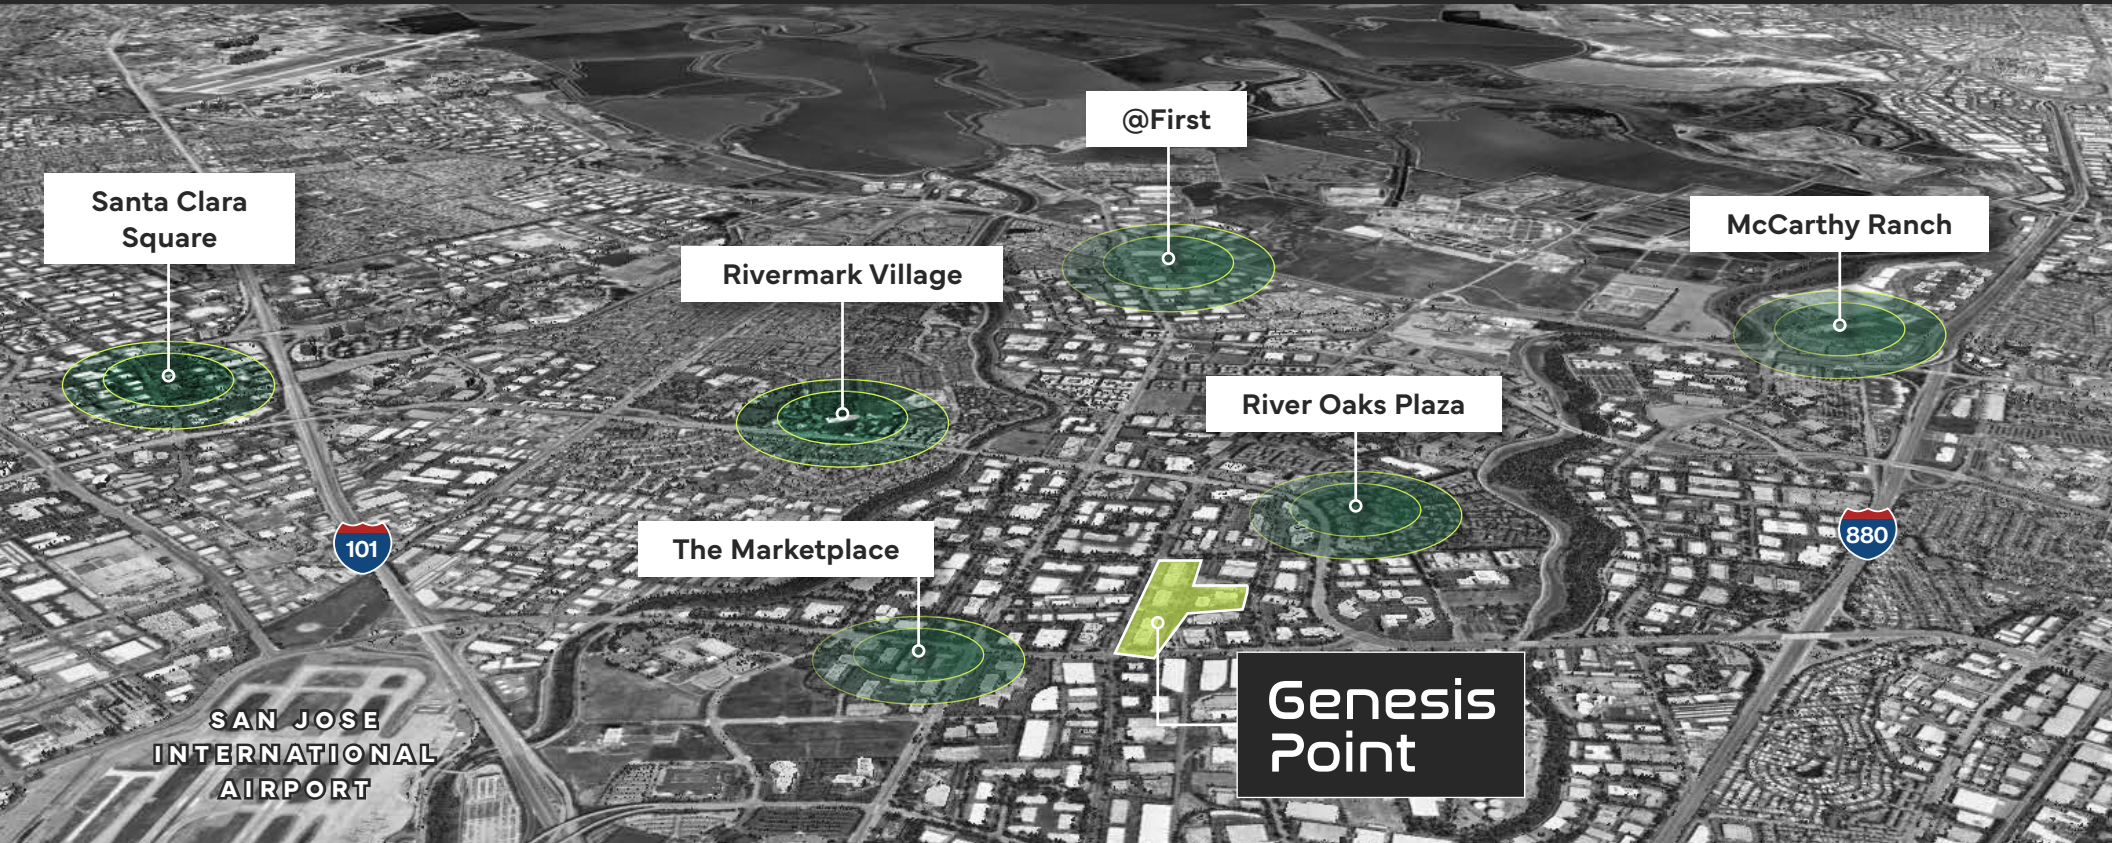 @First
Santa Clara
Square
McCarthy Ranch
Rivermark Village
River Oaks Plaza
101
880
The Marketplace
Genesis
Point
SAN JOSE
INTERNATIONAL
AIRPORT